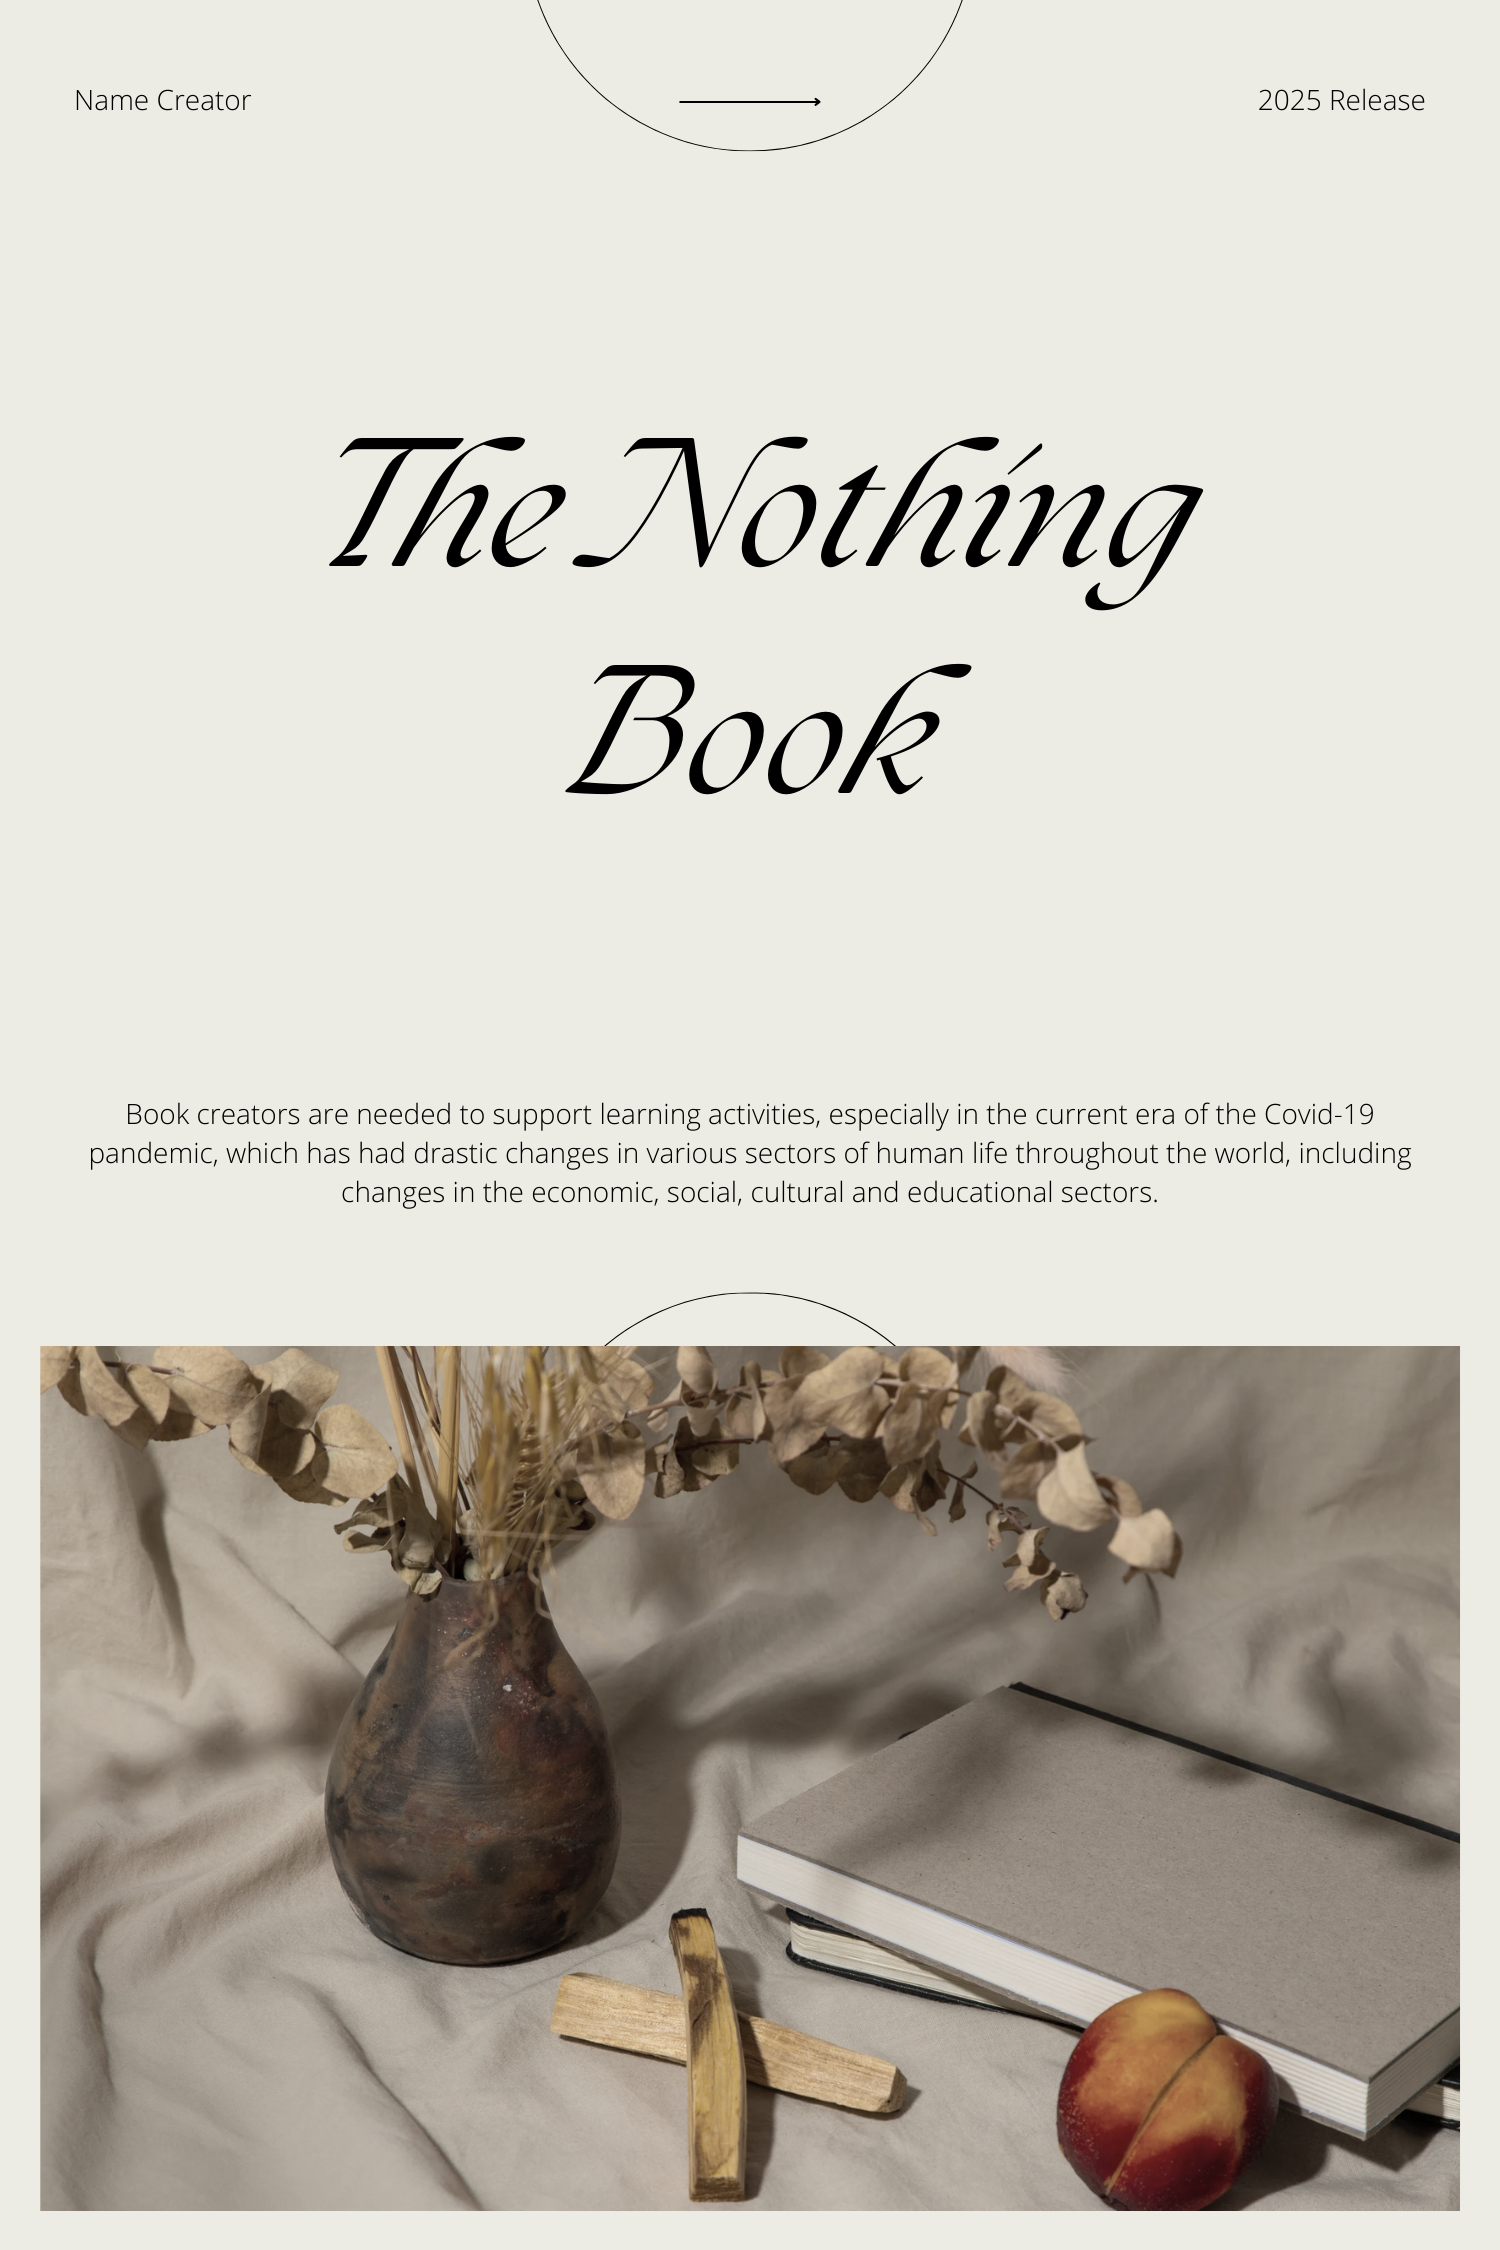 Name Creator
2025 Release
The Nothing
Book
Book creators are needed to support learning activities, especially in the current era of the Covid-19
pandemic, which has had drastic changes in various sectors of human life throughout the world, including
changes in the economic, social, cultural and educational sectors.